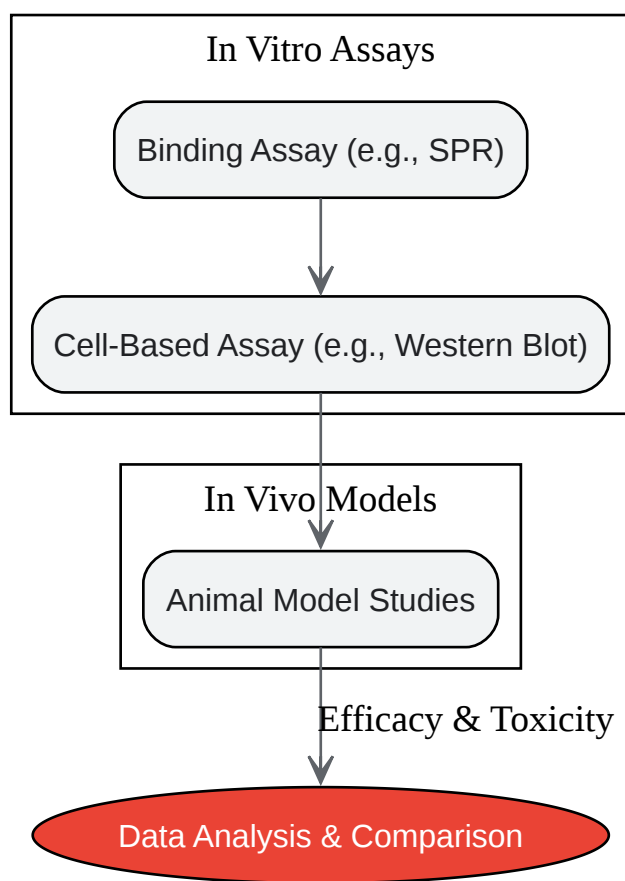 In Vitro Assays
Binding Assay (e.g., SPR)
Cell-Based Assay (e.g., Western Blot)
In Vivo Models
Animal Model Studies
Efficacy & Toxicity
Data Analysis & Comparison